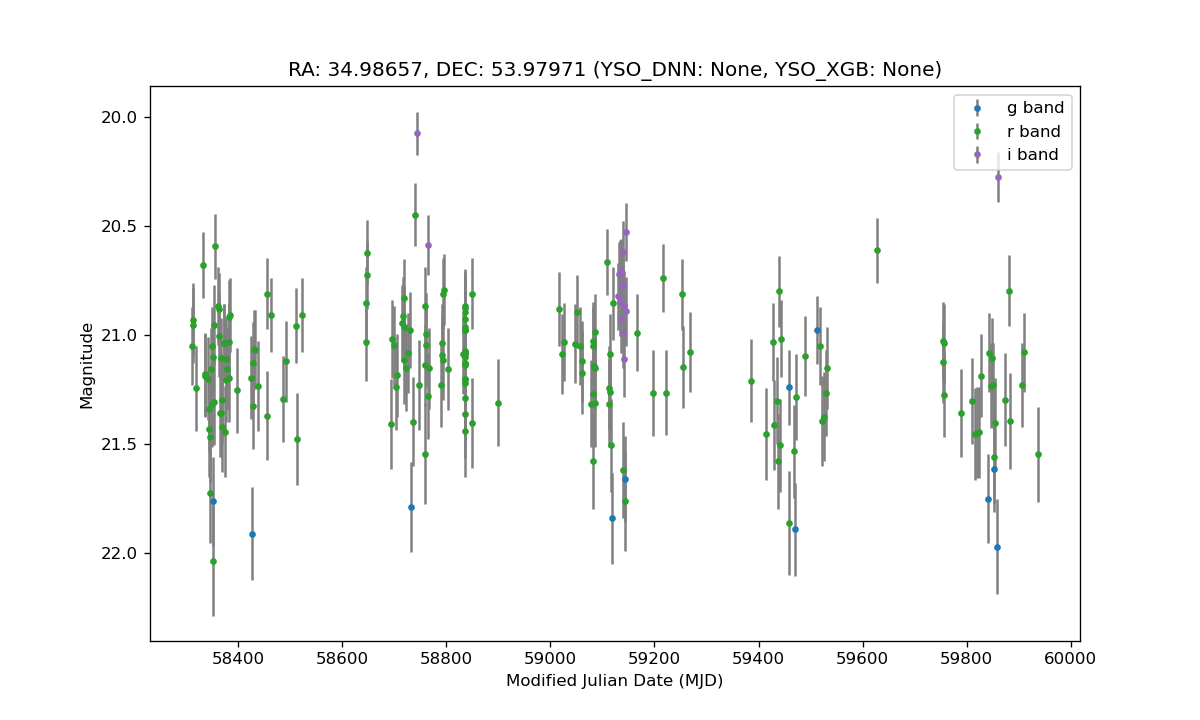 RA: 34.98657, DEC: 53.97971 (YSO_DNN: None, YSO_XGB: None)
g band
r band
i band
20.0
20.5
21.0
21.5
22.0
Magnitude
58400 58600 58800 59000 59200 59400 59600 59800 60000
Modified Julian Date (MJD)